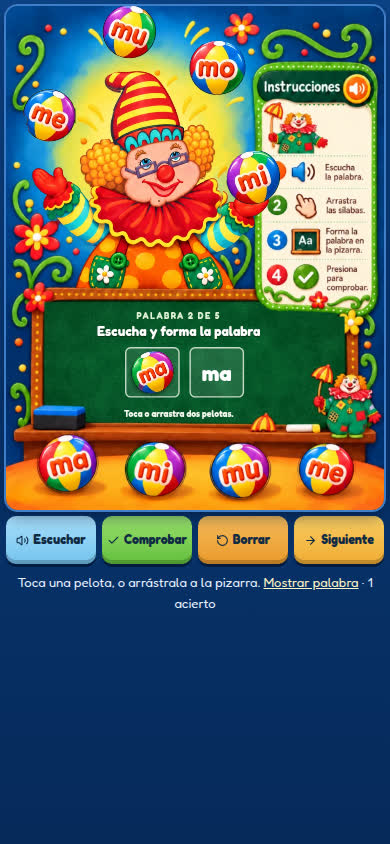 mu
mo
me
mi
Instrucciones
Escucha
la palabra.
2
Arrastra
las sílabas.
3
Aa
Forma la
palabra en
la pizarra.
4
Presiona
para
comprobar.
PALABRA 2 DE 5
Escucha y forma la palabra
ma
ma
Toca o arrastra dos pelotas.
ma
mi
mu
me
Escuchar
Comprobar
Borrar
Siguiente
Toca una pelota, o arrástrala a la pizarra. Mostrar palabra · 1
acierto